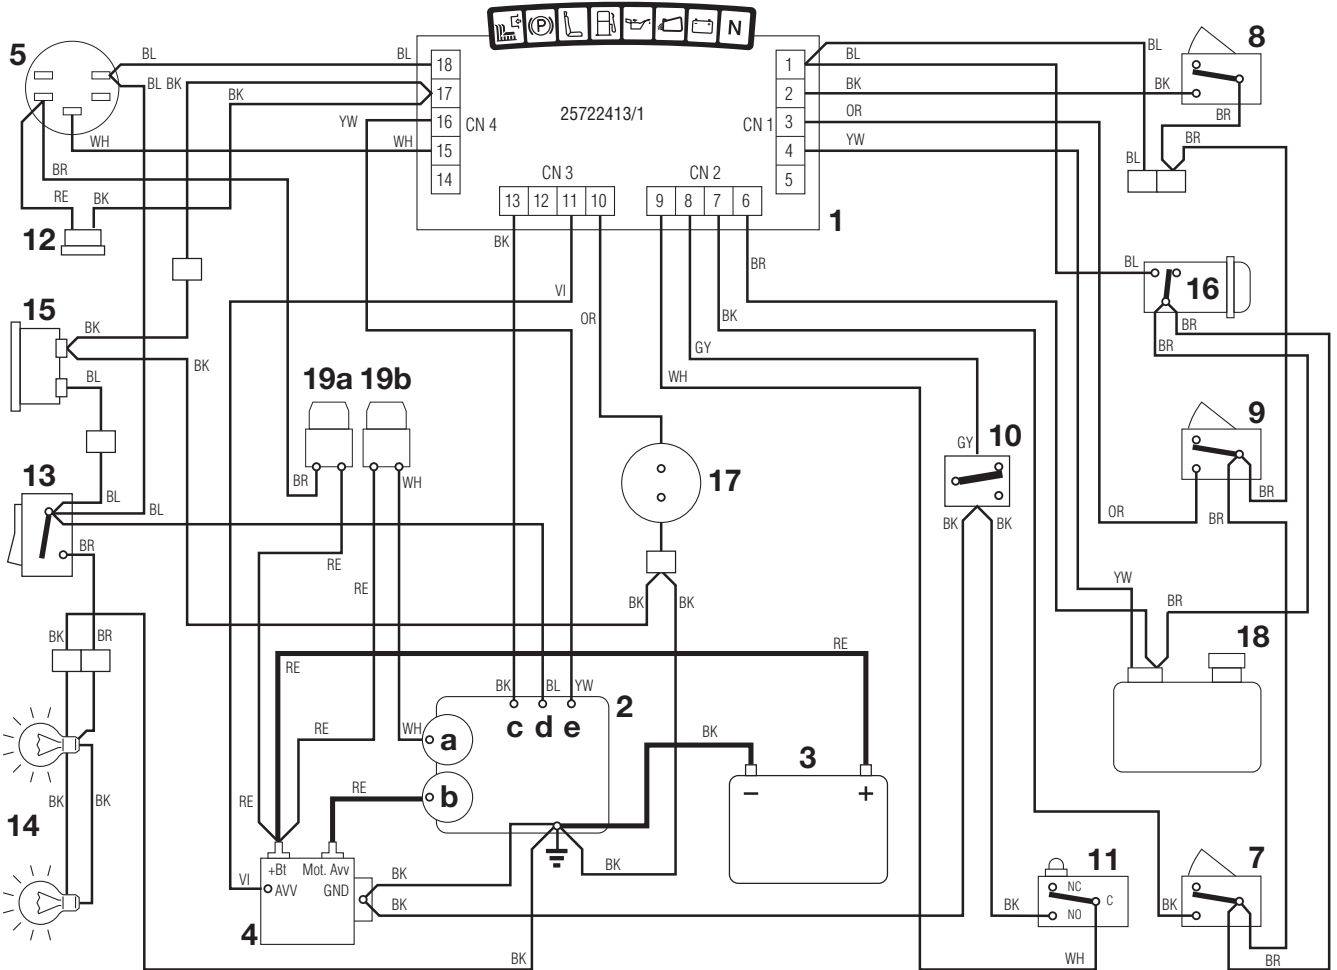 P N
5 BL BL 8
BL BK BL BL
18 1
17 2 BK BK
BK
YW 16 CN 4 25722413/1 CN 1 3 OR
BR
WH WH 15 4 YW BR
14 CN 3 CN 2 5
BL
BR
13 12 11 10 9 8 7 6
RE BK
1
12
BK
BR BL
16
VI
15
OR BK BR
BK
GY BR
BK
WH
BL 19a 19b
9
10
GY
13 BR WH 17
BL BR
BL OR BR
BK BK
BR
RE YW
RE BK BK BR
BK BR
18
RE RE
BK BL YW 2
c d e
RE WH a BK 3
RE b − +
BK BK RE
14
11 7
+Bt Mot. Avv BK
VI AVV GND BK NC
C
BK BK NO BK
4
BK WH BR